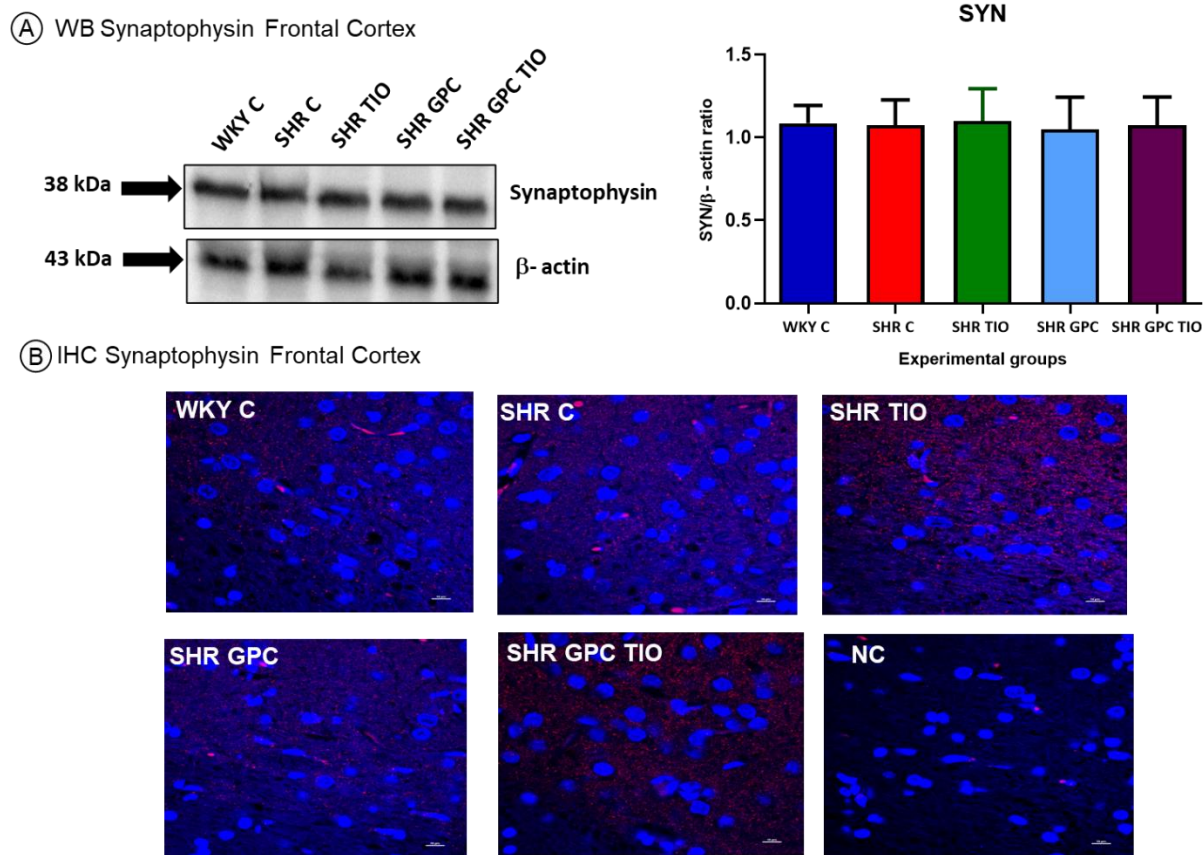 A WB Synaptophysin Frontal Cortex
WKY C
SHR C
SHR TIO
SHR GPC
SHR GPC TIO
38 kDa
Synaptophysin
43 kDa
β- actin
SYN
SYN/β- actin ratio
1.5
1.0
0.5
0.0
WKY C SHR C SHR TIO SHR GPC SHR GPC TIO
Experimental groups
B IHC Synaptophysin Frontal Cortex
WKY C
SHR C
SHR TIO
SHR GPC
SHR GPC TIO
NC